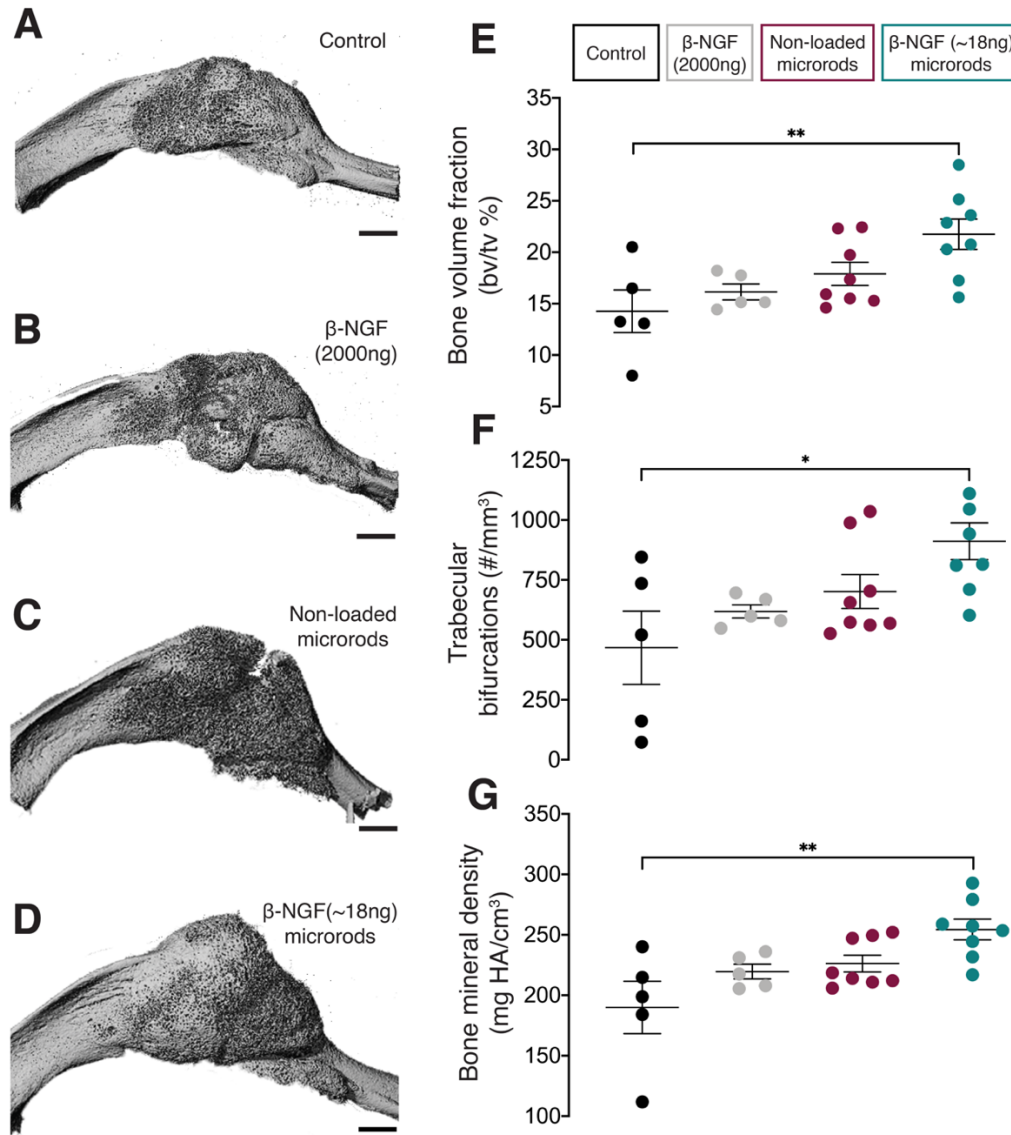 A
Control
B
β-NGF
(2000ng)
C
Non-loaded
microrods
D
β-NGF(~18ng)
microrods
E
Control
β-NGF
(2000ng)
Non-loaded
microrods
β-NGF (~18ng)
microrods
Bone volume fraction
(bv/tv %)
35
30
25
20
15
10
5
**
F
Trabecular
bifurcations (#/mm³)
1250
1000
750
500
250
0
*
G
Bone mineral density
(mg HA/cm³)
350
300
250
200
150
100
**